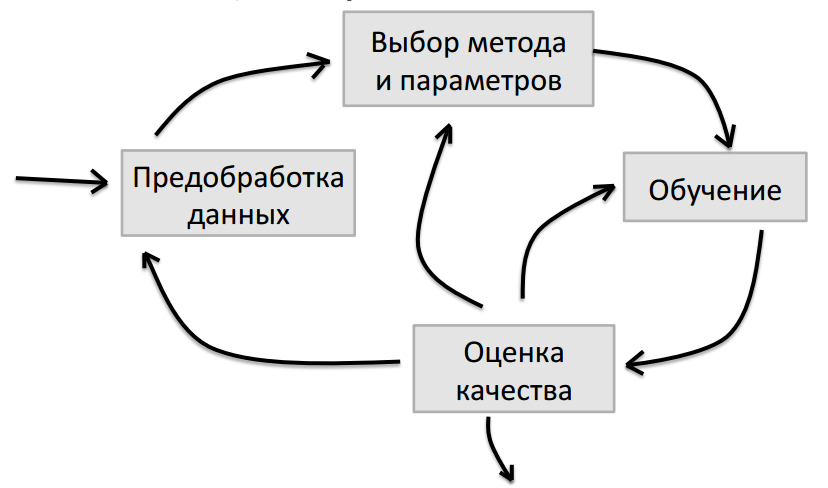 Выбор метода
и параметров
Предобработка
данных
Обучение
Оценка
качества